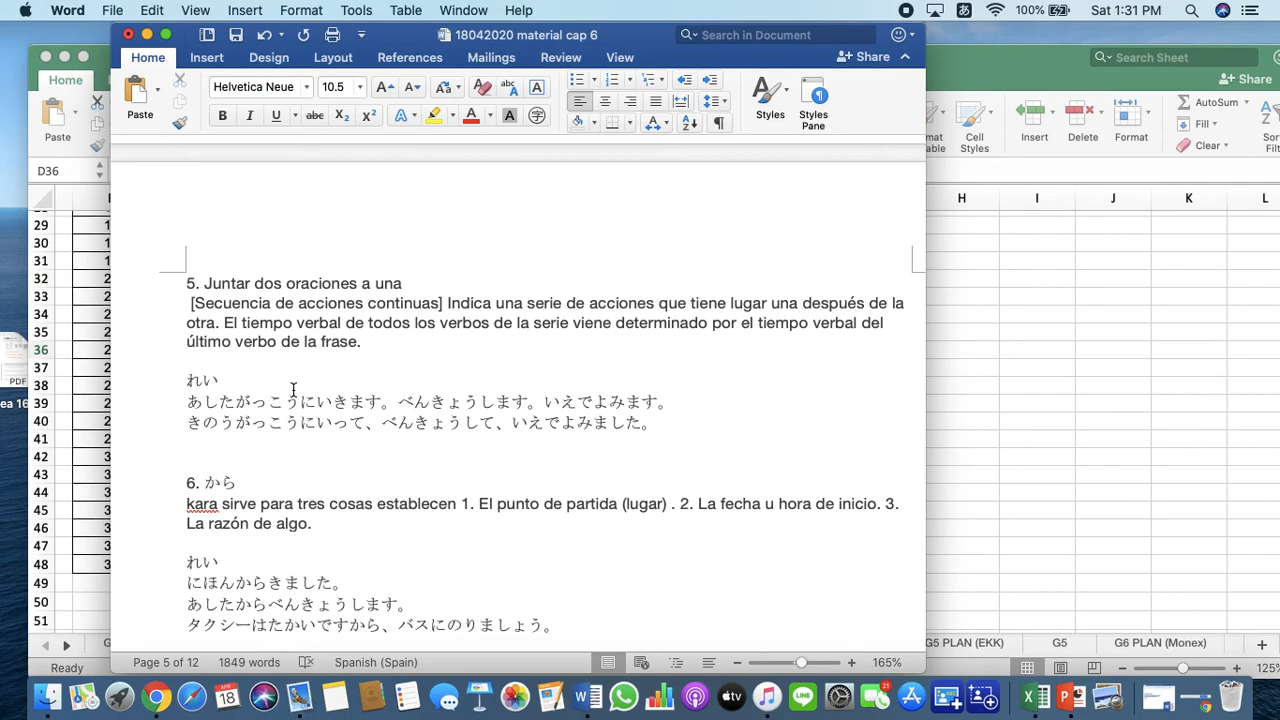 Word File Edit View Insert Format Tools Table Window Help 100% Sat 1:31 PM
18042020 material cap 6
Search in Document
Search Sheet
Home Insert Design Layout References Mailings Review View Share
Home
Share
Paste
Helvetica Neue 10.5
Styles
Styles Pane
Paste
Cell Styles
Insert
Delete
Format
AutoSum
Fill
Clear
D36
H I J K L
29
30
31
32
33
34
35
36
37
38
39
40
41
42
43
44
45
46
47
48
49
50
51
PDF
ea 16
5. Juntar dos oraciones a una
[Secuencia de acciones continuas] Indica una serie de acciones que tiene lugar una después de la
otra. El tiempo verbal de todos los verbos de la serie viene determinado por el tiempo verbal del
último verbo de la frase.
れい
あしたがっこうにいきます。べんきょうします。いえでよみます。
きのうがっこうにいって、べんきょうして、いえでよみました。
6. から
kara sirve para tres cosas establecen 1. El punto de partida (lugar) . 2. La fecha u hora de inicio. 3.
La razón de algo.
れい
にほんからきました。
あしたからべんきょうします。
タクシーはたかいですから、バスにのりましょう。
G5 PLAN (EKK) G5 G6 PLAN (Monex)
Page 5 of 12 1849 words Spanish (Spain) 165%
Ready
125%
APR 18
21